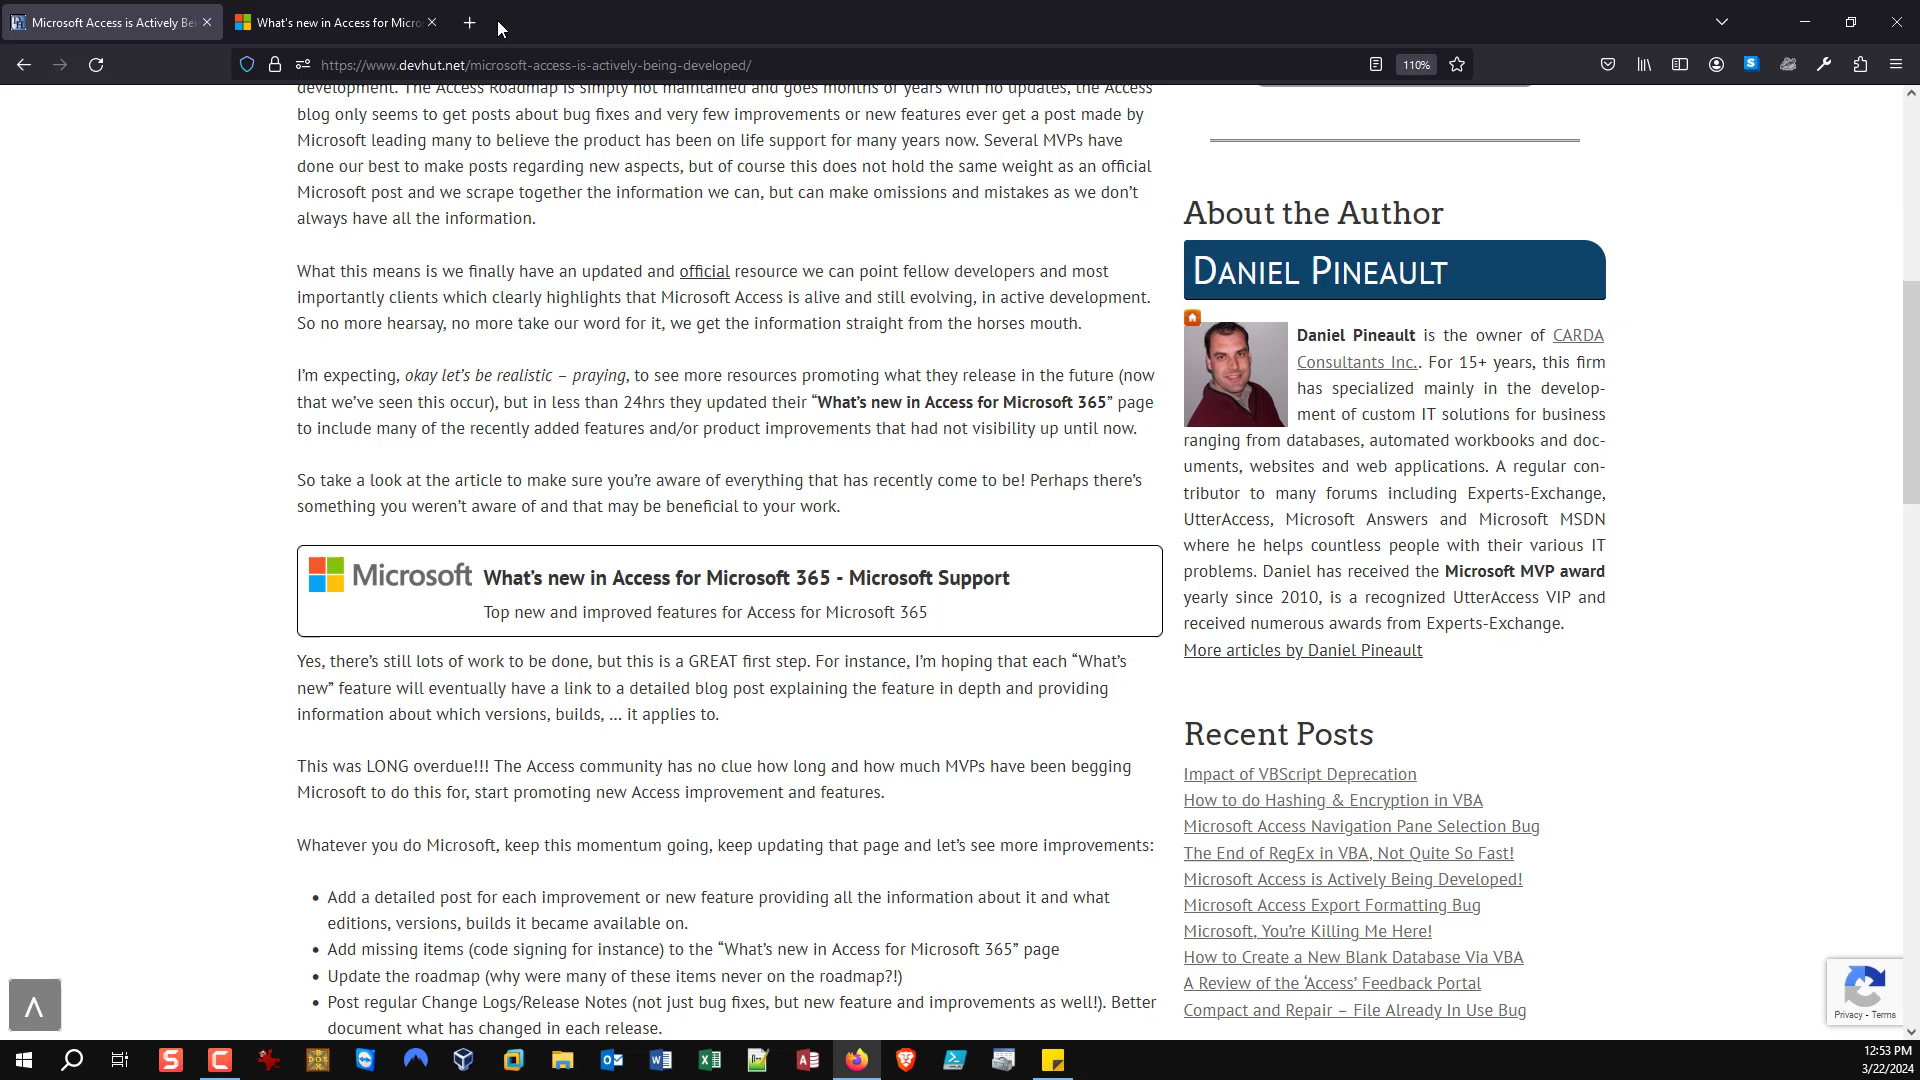 Microsoft Access is Actively Bei
What's new in Access for Micro
https://www.devhut.net/microsoft-access-is-actively-being-developed/
110%
development. The Access Roadmap is simply not maintained and goes months or years with no updates, the Access
blog only seems to get posts about bug fixes and very few improvements or new features ever get a post made by
Microsoft leading many to believe the product has been on life support for many years now. Several MVPs have
done our best to make posts regarding new aspects, but of course this does not hold the same weight as an official
Microsoft post and we scrape together the information we can, but can make omissions and mistakes as we don't
always have all the information.
What this means is we finally have an updated and official resource we can point fellow developers and most
importantly clients which clearly highlights that Microsoft Access is alive and still evolving, in active development.
So no more hearsay, no more take our word for it, we get the information straight from the horses mouth.
I'm expecting, okay let's be realistic – praying, to see more resources promoting what they release in the future (now
that we've seen this occur), but in less than 24hrs they updated their “What's new in Access for Microsoft 365” page
to include many of the recently added features and/or product improvements that had not visibility up until now.
So take a look at the article to make sure you're aware of everything that has recently come to be! Perhaps there's
something you weren't aware of and that may be beneficial to your work.
Microsoft What's new in Access for Microsoft 365 - Microsoft Support
Top new and improved features for Access for Microsoft 365
Yes, there's still lots of work to be done, but this is a GREAT first step. For instance, I'm hoping that each “What's
new” feature will eventually have a link to a detailed blog post explaining the feature in depth and providing
information about which versions, builds, … it applies to.
This was LONG overdue!!! The Access community has no clue how long and how much MVPs have been begging
Microsoft to do this for, start promoting new Access improvement and features.
Whatever you do Microsoft, keep this momentum going, keep updating that page and let's see more improvements:
• Add a detailed post for each improvement or new feature providing all the information about it and what
editions, versions, builds it became available on.
• Add missing items (code signing for instance) to the “What's new in Access for Microsoft 365” page
• Update the roadmap (why were many of these items never on the roadmap?!)
• Post regular Change Logs/Release Notes (not just bug fixes, but new feature and improvements as well!). Better
document what has changed in each release.
About the Author
DANIEL PINEAULT
Daniel Pineault is the owner of CARDA
Consultants Inc.. For 15+ years, this firm
has specialized mainly in the develop-
ment of custom IT solutions for business
ranging from databases, automated workbooks and doc-
uments, websites and web applications. A regular con-
tributor to many forums including Experts-Exchange,
UtterAccess, Microsoft Answers and Microsoft MSDN
where he helps countless people with their various IT
problems. Daniel has received the Microsoft MVP award
yearly since 2010, is a recognized UtterAccess VIP and
received numerous awards from Experts-Exchange.
More articles by Daniel Pineault
Recent Posts
Impact of VBScript Deprecation
How to do Hashing & Encryption in VBA
Microsoft Access Navigation Pane Selection Bug
The End of RegEx in VBA, Not Quite So Fast!
Microsoft Access is Actively Being Developed!
Microsoft Access Export Formatting Bug
Microsoft, You're Killing Me Here!
How to Create a New Blank Database Via VBA
A Review of the ‘Access’ Feedback Portal
Compact and Repair – File Already In Use Bug
Privacy - Terms
12:53 PM
3/22/2024